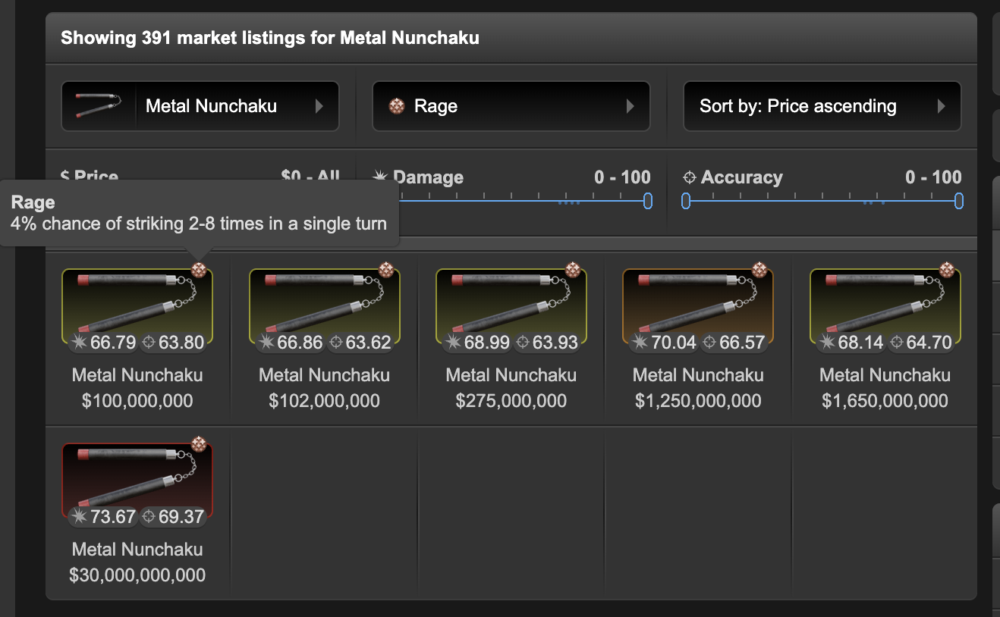 Showing 391 market listings for Metal Nunchaku
Metal Nunchaku
Rage
Sort by: Price ascending
$ Price $0 - All
Damage 0 - 100
Accuracy 0 - 100
Rage
4% chance of striking 2-8 times in a single turn
66.79 63.80
Metal Nunchaku
$100,000,000
66.86 63.62
Metal Nunchaku
$102,000,000
68.99 63.93
Metal Nunchaku
$275,000,000
70.04 66.57
Metal Nunchaku
$1,250,000,000
68.14 64.70
Metal Nunchaku
$1,650,000,000
73.67 69.37
Metal Nunchaku
$30,000,000,000